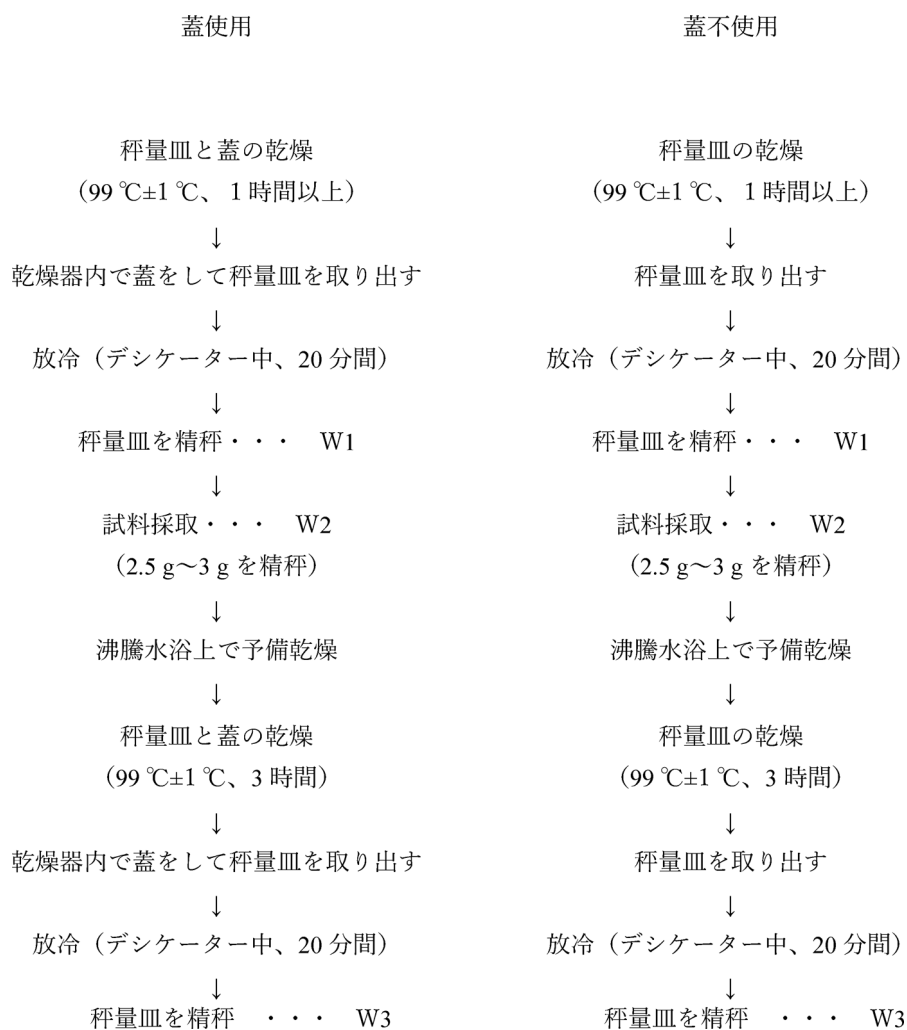 蓋使用
秤量皿と蓋の乾燥
（99 ℃±1 ℃、 1 時間以上）
↓
乾燥器内で蓋をして秤量皿を取り出す
↓
放冷（デシケーター中、20 分間）
↓
秤量皿を精秤・・・　W1
↓
試料採取・・・　W2
（2.5 g～3 g を精秤）
↓
沸騰水浴上で予備乾燥
↓
秤量皿と蓋の乾燥
（99 ℃±1 ℃、3 時間）
↓
乾燥器内で蓋をして秤量皿を取り出す
↓
放冷（デシケーター中、20 分間）
↓
秤量皿を精秤　・・・　W3
蓋不使用
秤量皿の乾燥
（99 ℃±1 ℃、 1 時間以上）
↓
秤量皿を取り出す
↓
放冷（デシケーター中、20 分間）
↓
秤量皿を精秤・・・　W1
↓
試料採取・・・　W2
（2.5 g～3 g を精秤）
↓
沸騰水浴上で予備乾燥
↓
秤量皿の乾燥
（99 ℃±1 ℃、3 時間）
↓
秤量皿を取り出す
↓
放冷（デシケーター中、20 分間）
↓
秤量皿を精秤　・・・　W3